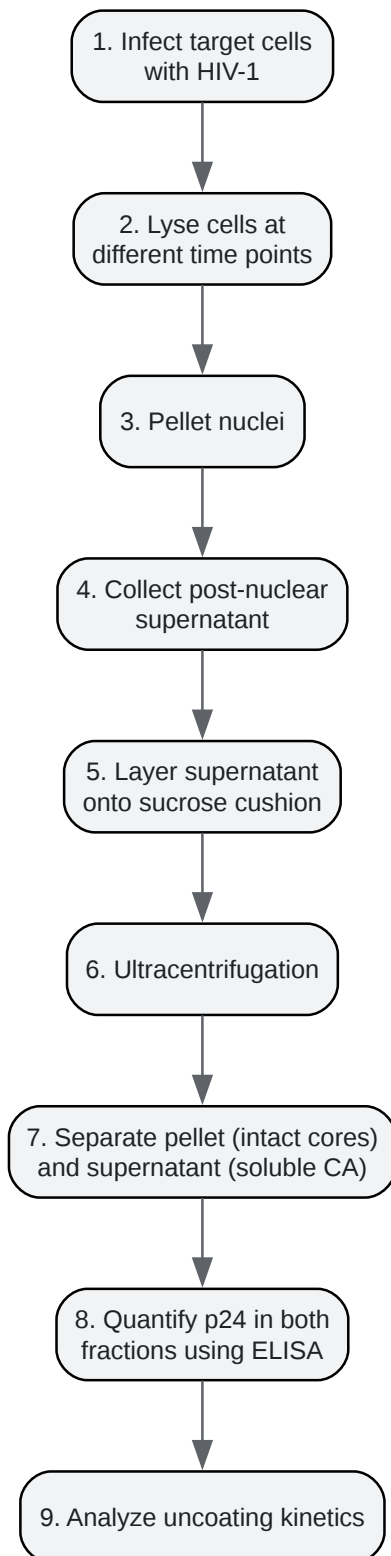 1. Infect target cells
with HIV-1
2. Lyse cells at
different time points
3. Pellet nuclei
4. Collect post-nuclear
supernatant
5. Layer supernatant
onto sucrose cushion
6. Ultracentrifugation
7. Separate pellet (intact cores)
and supernatant (soluble CA)
8. Quantify p24 in both
fractions using ELISA
9. Analyze uncoating kinetics